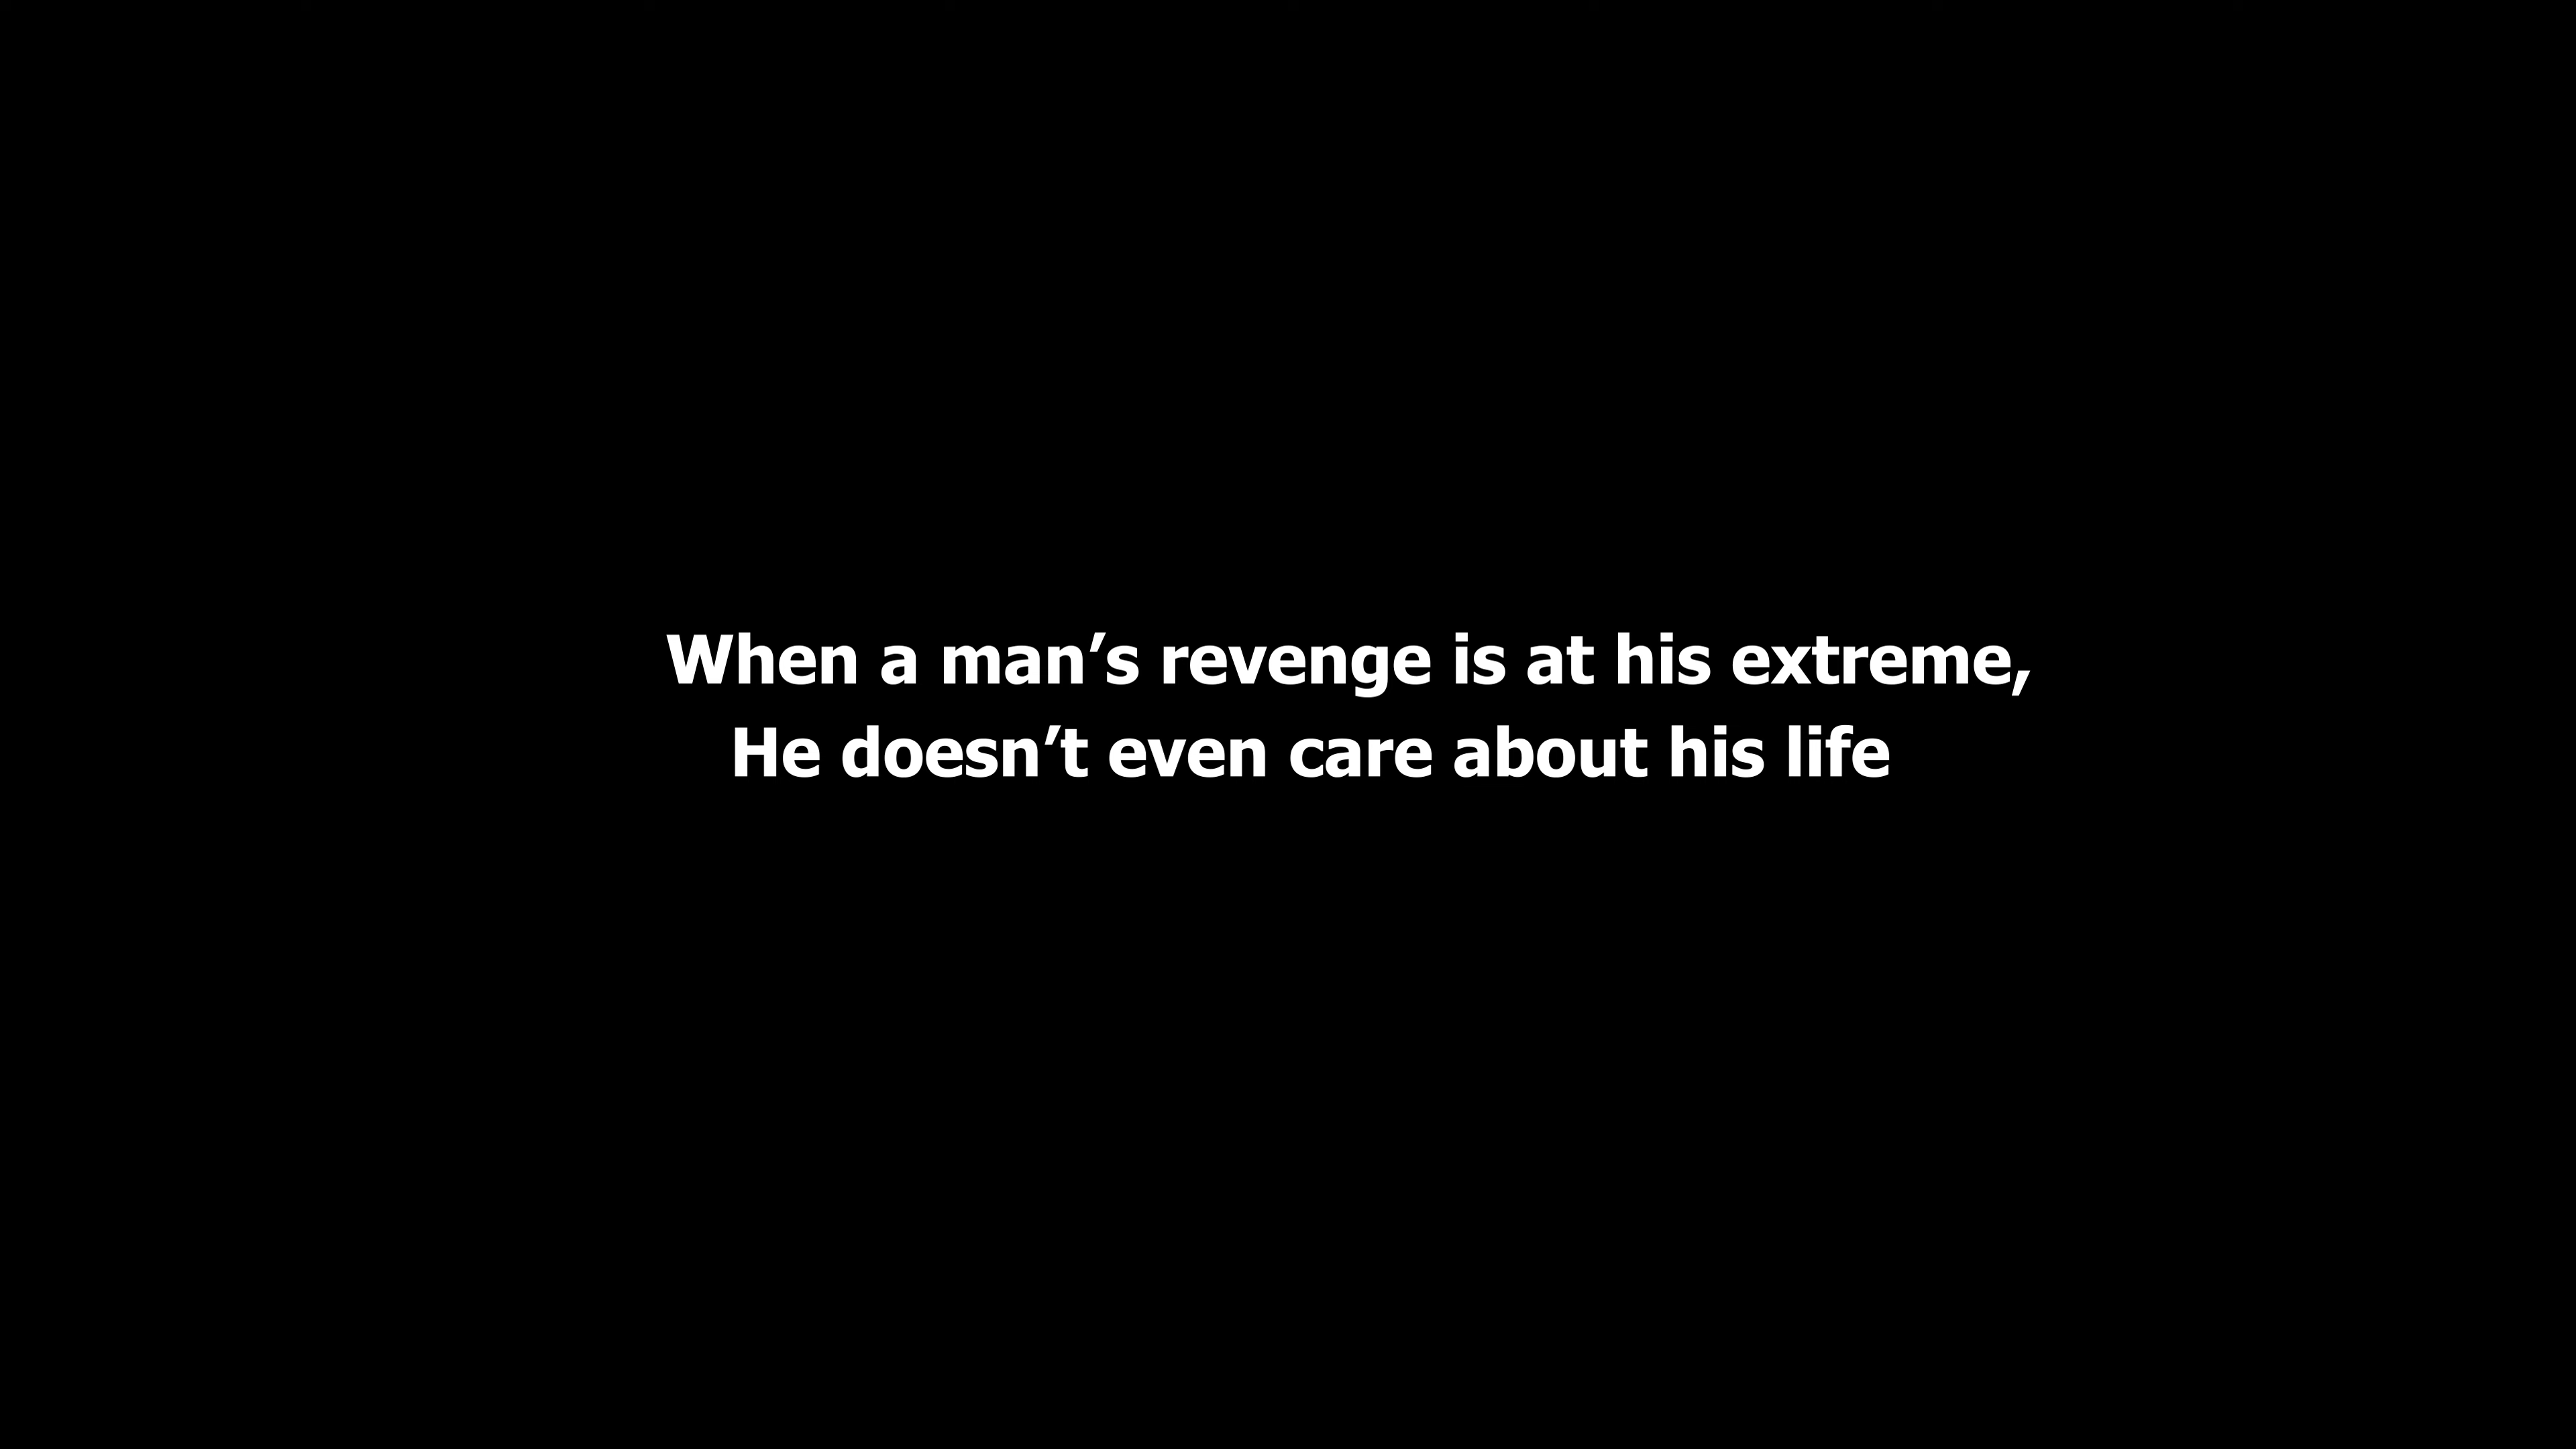 When a man’s revenge is at his extreme,
He doesn’t even care about his life